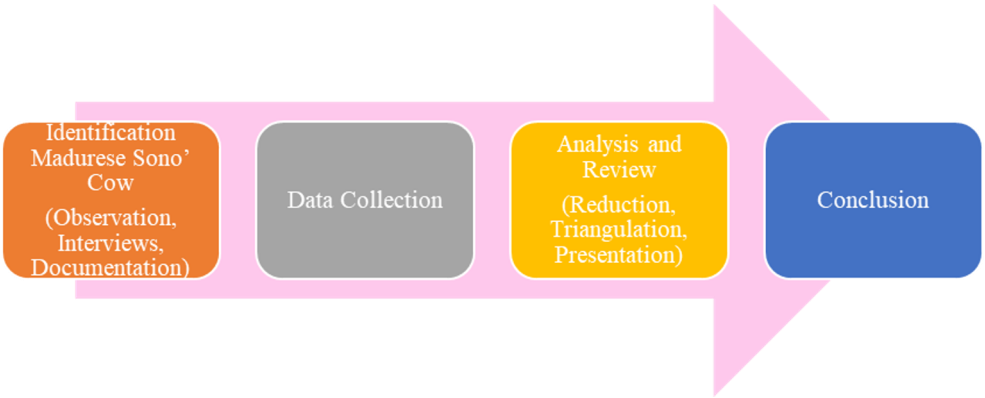 Identification
Madurese Sono’
Cow
(Observation,
Interviews,
Documentation)
Data Collection
Analysis and
Review
(Reduction,
Triangulation,
Presentation)
Conclusion